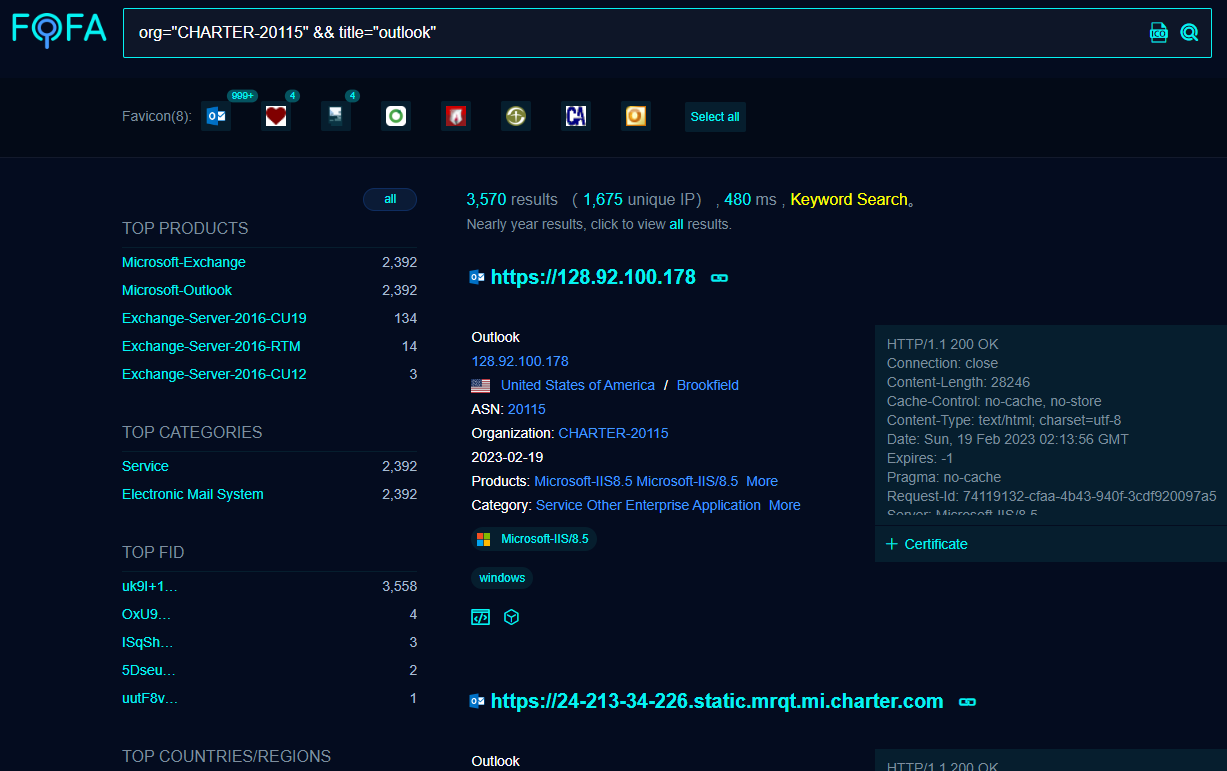 FOFA
org="CHARTER-20115" && title="outlook"
ICO
Favicon(8):
999+
4
4
CA
Select all
all
3,570 results ( 1,675 unique IP) , 480 ms , Keyword Search。
Nearly year results, click to view all results.
TOP PRODUCTS
Microsoft-Exchange 2,392
Microsoft-Outlook 2,392
Exchange-Server-2016-CU19 134
Exchange-Server-2016-RTM 14
Exchange-Server-2016-CU12 3
TOP CATEGORIES
Service 2,392
Electronic Mail System 2,392
TOP FID
uk9I+1... 3,558
OxU9... 4
ISqSh... 3
5Dseu... 2
uutF8v... 1
TOP COUNTRIES/REGIONS
https://128.92.100.178
Outlook
128.92.100.178
United States of America / Brookfield
ASN: 20115
Organization: CHARTER-20115
2023-02-19
Products: Microsoft-IIS8.5 Microsoft-IIS/8.5 More
Category: Service Other Enterprise Application More
Microsoft-IIS/8.5
windows
HTTP/1.1 200 OK
Connection: close
Content-Length: 28246
Cache-Control: no-cache, no-store
Content-Type: text/html; charset=utf-8
Date: Sun, 19 Feb 2023 02:13:56 GMT
Expires: -1
Pragma: no-cache
Request-Id: 74119132-cfaa-4b43-940f-3cdf920097a5
Server: Microsoft-IIS/8.5
+ Certificate
https://24-213-34-226.static.mrqt.mi.charter.com
Outlook
HTTP/1.1 200 OK